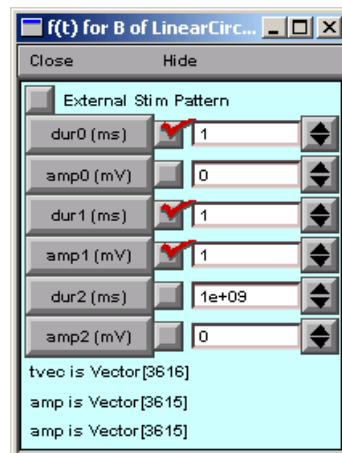 f(t) for B of LinearCirc...
Close Hide
External Stim Pattern
dur0 (ms) 1
amp0 (mV) 0
dur1 (ms) 1
amp1 (mV) 1
dur2 (ms) 1e+09
amp2 (mV) 0
tvec is Vector[3616]
amp is Vector[3615]
amp is Vector[3615]